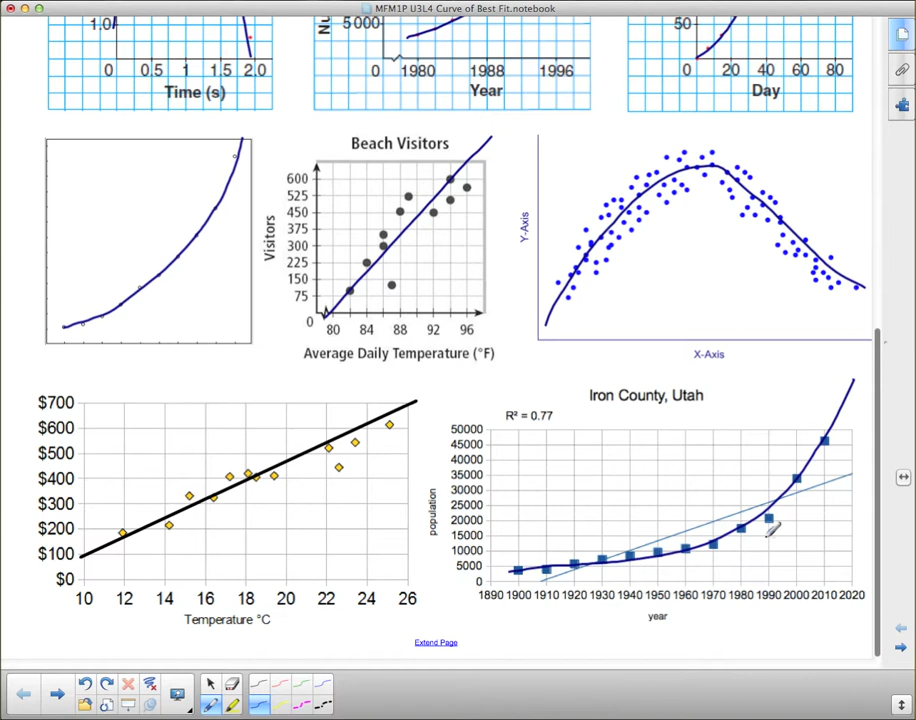 MFM1P U3L4 Curve of Best Fit.notebook
1.0
0 0.5 1.5 2.0
Time (s)
Nu
5 000
0 1980 1988 1996
Year
50
0 20 40 60 80
Day
Beach Visitors
Visitors
600
525
450
375
300
225
150
75
0
80 84 88 92 96
Average Daily Temperature (°F)
Y-Axis
X-Axis
$700
$600
$500
$400
$300
$200
$100
$0
10 12 14 16 18 20 22 24 26
Temperature °C
Iron County, Utah
R² = 0.77
population
50000
45000
40000
35000
30000
25000
20000
15000
10000
5000
0
1890 1900 1910 1920 1930 1940 1950 1960 1970 1980 1990 2000 2010 2020
year
Extend Page